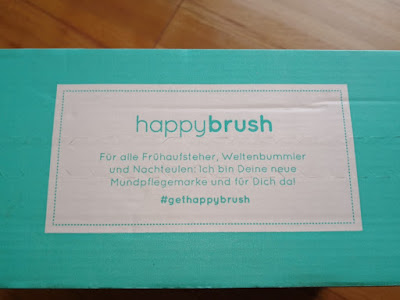 happybrush
Für alle Frühaufsteher, Weltenbummler
und Nachteulen: Ich bin Deine neue
Mundpflegemarke und für Dich da!
#gethappybrush